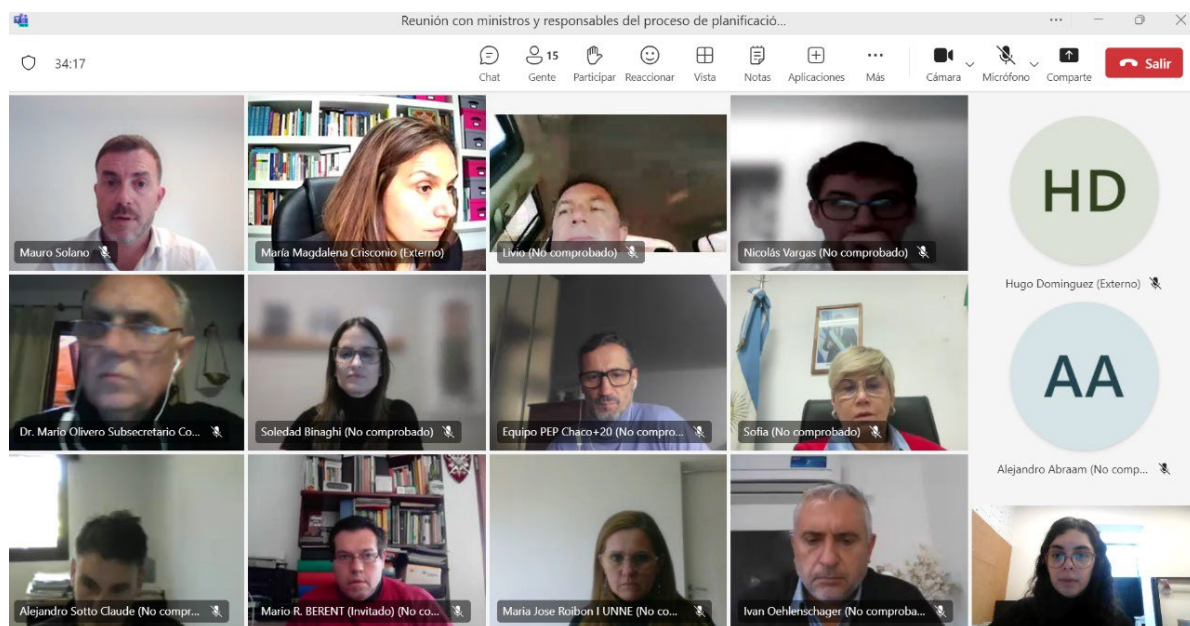 Reunión con ministros y responsables del proceso de planificació...
34:17
Chat
15
Gente
Participar
Reaccionar
Vista
Notas
Aplicaciones
Más
Cámara
Micrófono
Comparte
Salir
Mauro Solano
María Magdalena Crisconio (Externo)
Livio (No comprobado)
Nicolás Vargas (No comprobado)
HD
Hugo Dominguez (Externo)
Dr. Mario Olivero Subsecretario Co...
Soledad Binaghi (No comprobado)
Equipo PEP Chaco+20 (No compro...
Sofia (No comprobado)
AA
Alejandro Abraam (No comp...
Alejandro Sotto Claude (No compr...
Mario R. BERENT (Invitado) (No co...
Maria Jose Roibon I UNNE (No co...
Ivan Oehlenschager (No comproba...